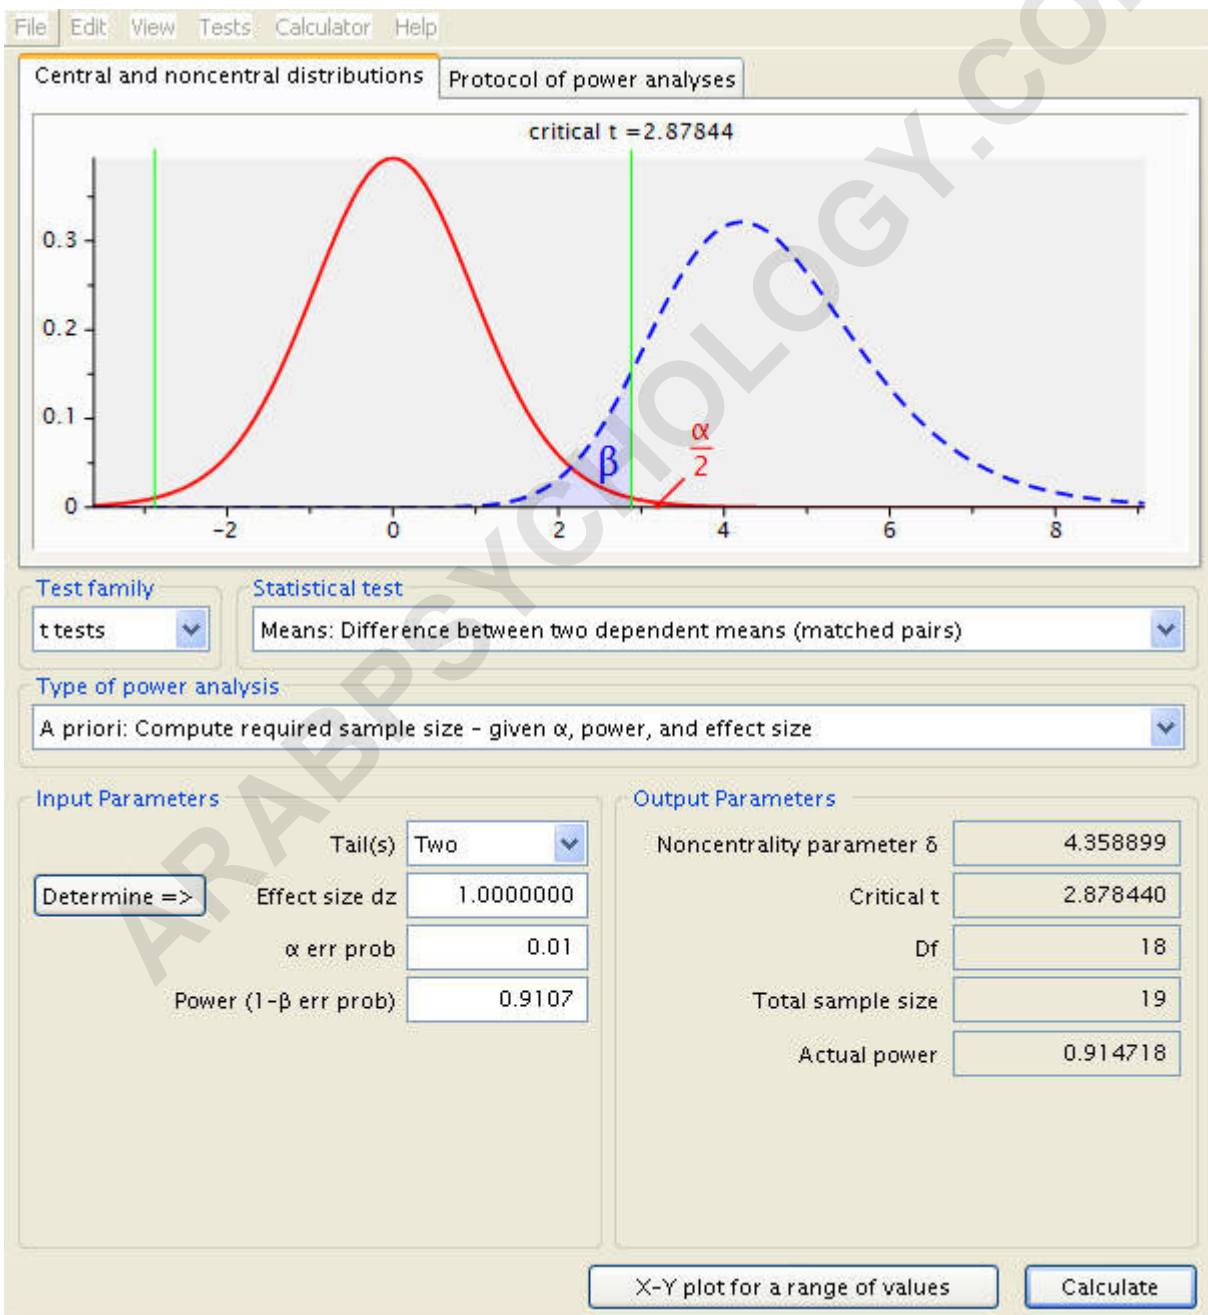 File Edit View Tests Calculator Help
Central and noncentral distributions Protocol of power analyses
critical t =2.87844
0.3
0.2
0.1
0
β
α
2
-2 0 2 4 6 8
Test family Statistical test
t tests Means: Difference between two dependent means (matched pairs)
Type of power analysis
A priori: Compute required sample size - given α, power, and effect size
Input Parameters Output Parameters
Tail(s) Two Noncentrality parameter δ 4.358899
Determine => Effect size dz 1.0000000 Critical t 2.878440
α err prob 0.01 Df 18
Power (1-β err prob) 0.9107 Total sample size 19
Actual power 0.914718
X-Y plot for a range of values Calculate
ARABPSYCHOLOGY.CO